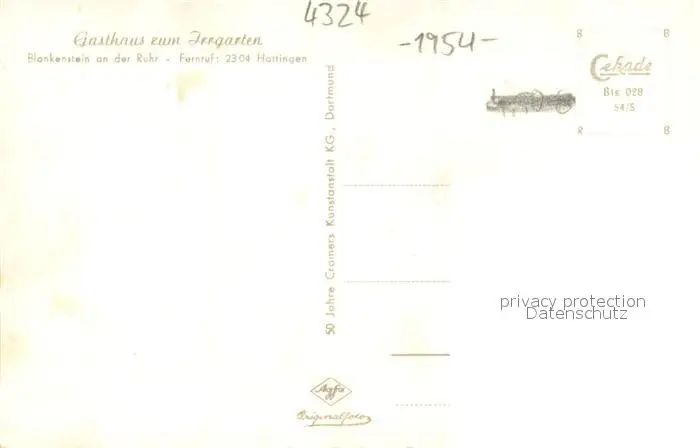 4324
-1954-
Gasthaus zum Irrgarten
Blankenstein an der Ruhr - Fernruf: 2304 Hattingen
B B
Cekade
Bls 028
54/5
R B
50 Jahre Cramers Kunstanstalt KG., Dortmund
privacy protection
Datenschutz
Agfa
Originalfoto